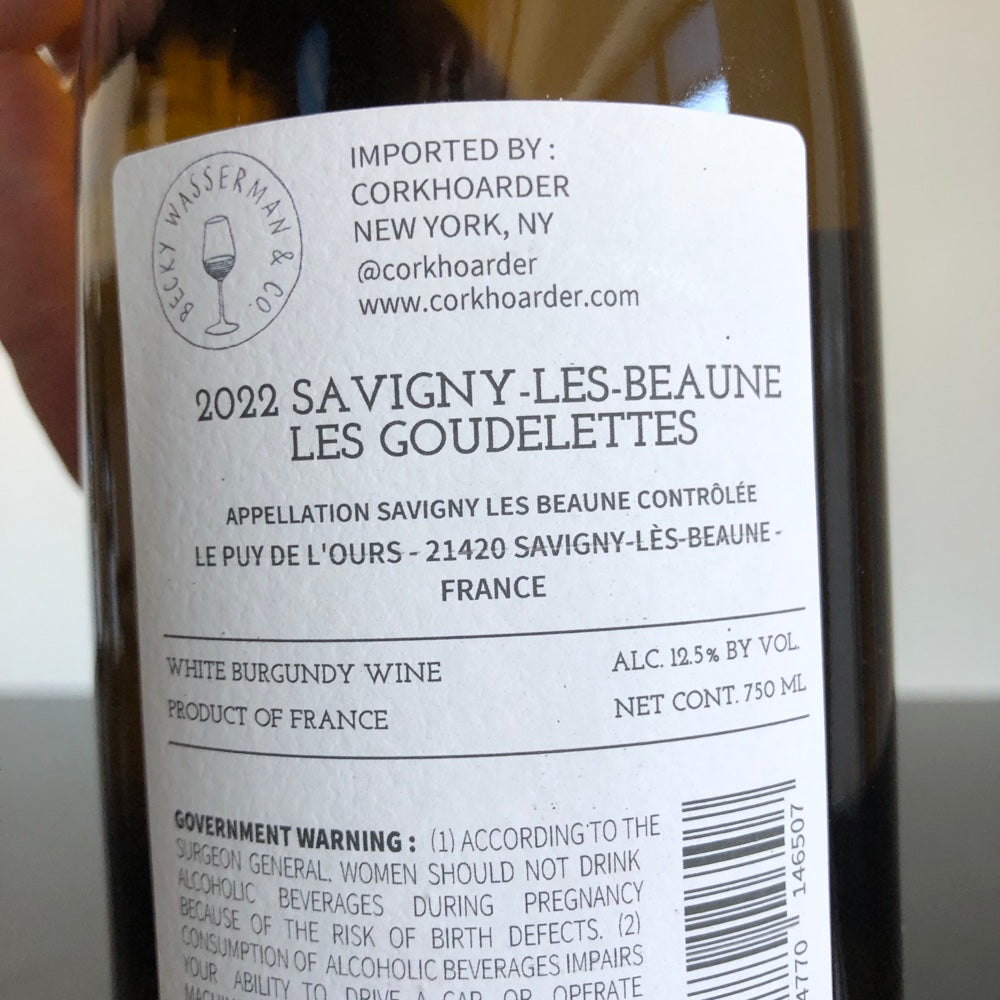 BECKY WASSERMAN & CO.
IMPORTED BY :
CORKHOARDER
NEW YORK, NY
@corkhoarder
www.corkhoarder.com
2022 SAVIGNY-LÈS-BEAUNE
LES GOUDELETTES
APPELLATION SAVIGNY LES BEAUNE CONTRÔLÉE
LE PUY DE L'OURS - 21420 SAVIGNY-LÈS-BEAUNE -
FRANCE
WHITE BURGUNDY WINE
ALC. 12.5% BY VOL.
PRODUCT OF FRANCE
NET CONT. 750 ML
GOVERNMENT WARNING : (1) ACCORDING TO THE
SURGEON GENERAL, WOMEN SHOULD NOT DRINK
ALCOHOLIC BEVERAGES DURING PREGNANCY
BECAUSE OF THE RISK OF BIRTH DEFECTS. (2)
CONSUMPTION OF ALCOHOLIC BEVERAGES IMPAIRS
YOUR ABILITY TO DRIVE A CAR OR OPERATE
4770 146507